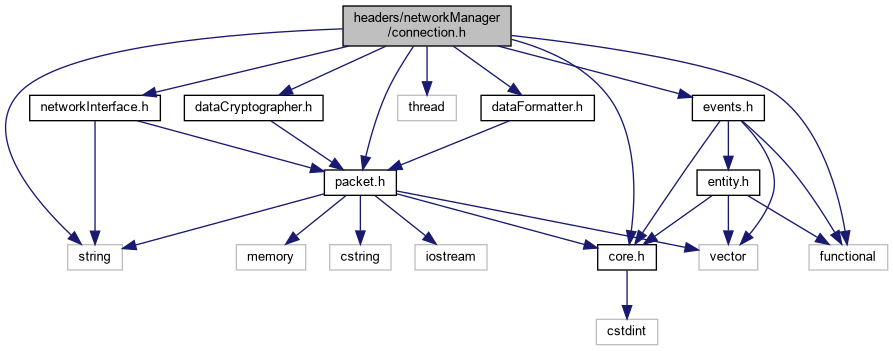 headers/networkManager
/connection.h
networkInterface.h
dataCryptographer.h
thread
dataFormatter.h
events.h
packet.h
entity.h
string
memory
cstring
iostream
core.h
vector
functional
cstdint